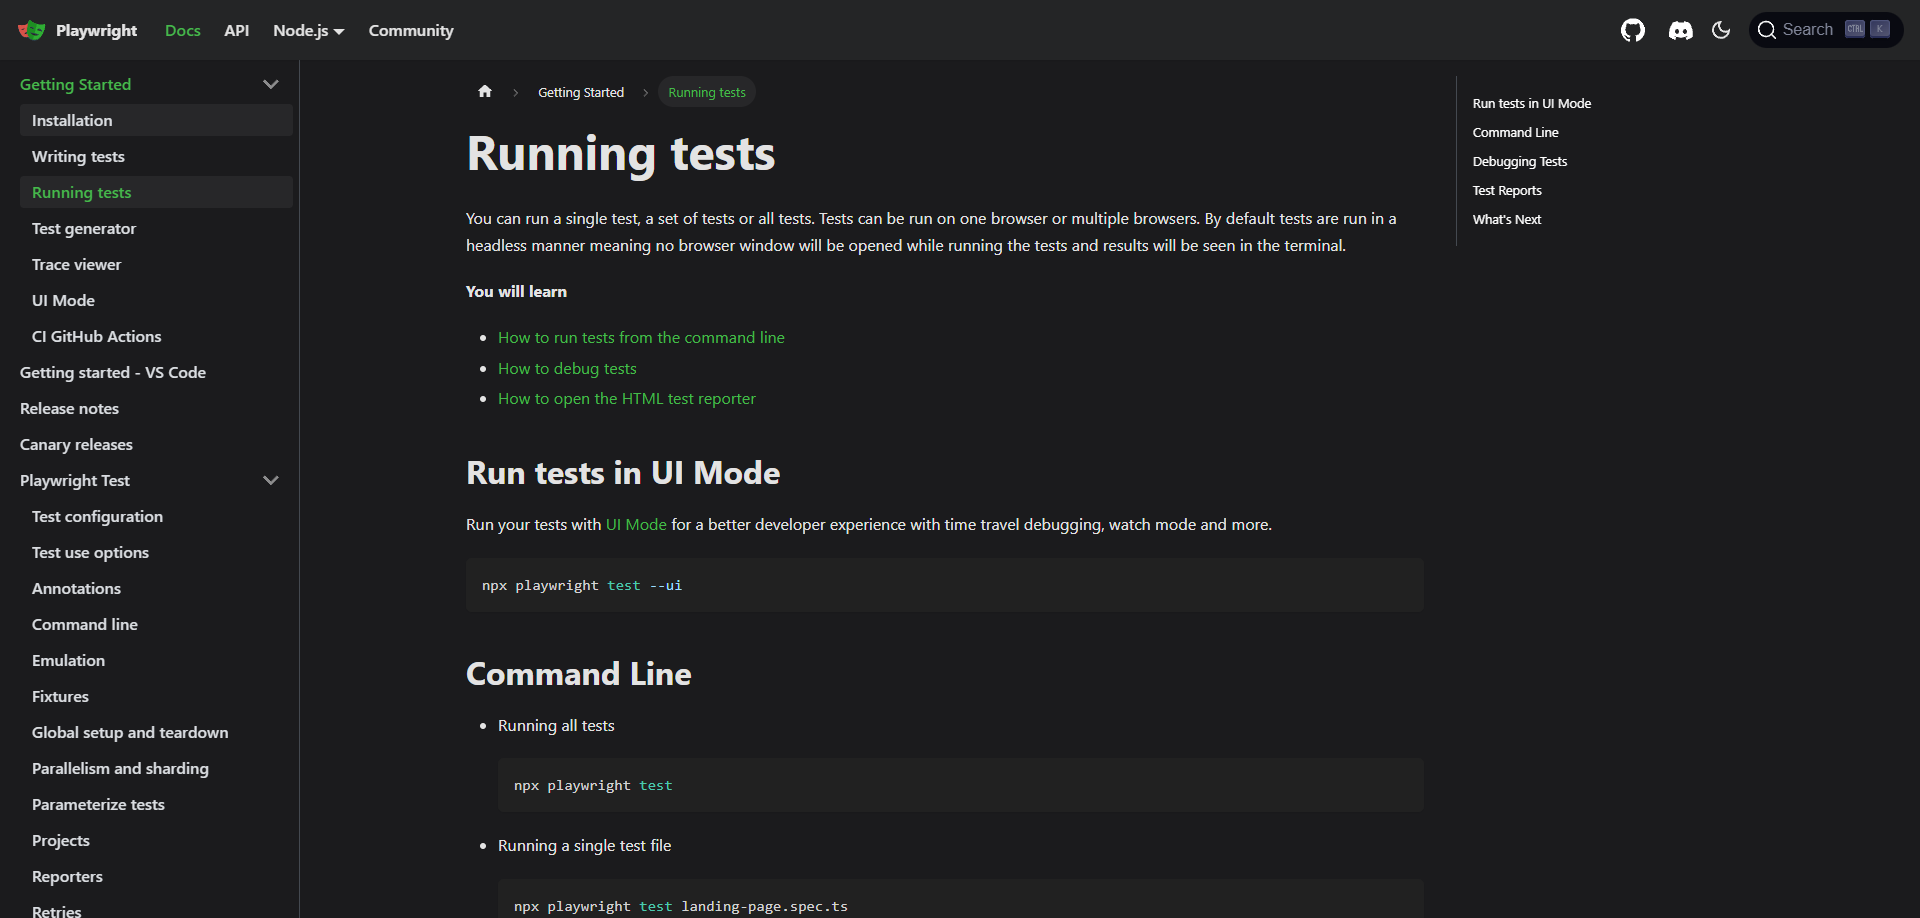 Playwright
Docs
API
Node.js
Community
Search
CTRL
K
Getting Started
Installation
Writing tests
Running tests
Test generator
Trace viewer
UI Mode
CI GitHub Actions
Getting started - VS Code
Release notes
Canary releases
Playwright Test
Test configuration
Test use options
Annotations
Command line
Emulation
Fixtures
Global setup and teardown
Parallelism and sharding
Parameterize tests
Projects
Reporters
Retries
Getting Started
Running tests
Running tests
You can run a single test, a set of tests or all tests. Tests can be run on one browser or multiple browsers. By default tests are run in a
headless manner meaning no browser window will be opened while running the tests and results will be seen in the terminal.
You will learn
How to run tests from the command line
How to debug tests
How to open the HTML test reporter
Run tests in UI Mode
Run your tests with UI Mode for a better developer experience with time travel debugging, watch mode and more.
npx playwright test --ui
Command Line
Running all tests
npx playwright test
Running a single test file
npx playwright test landing-page.spec.ts
Run tests in UI Mode
Command Line
Debugging Tests
Test Reports
What's Next